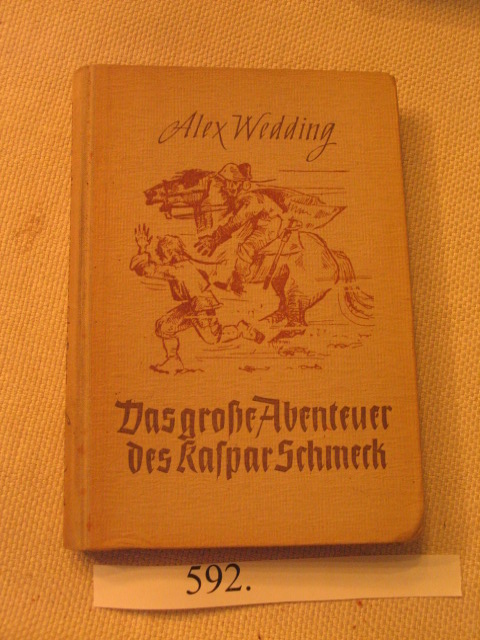 Alex Wedding
Das große Abenteuer
des Kaſpar Schmeck
592.